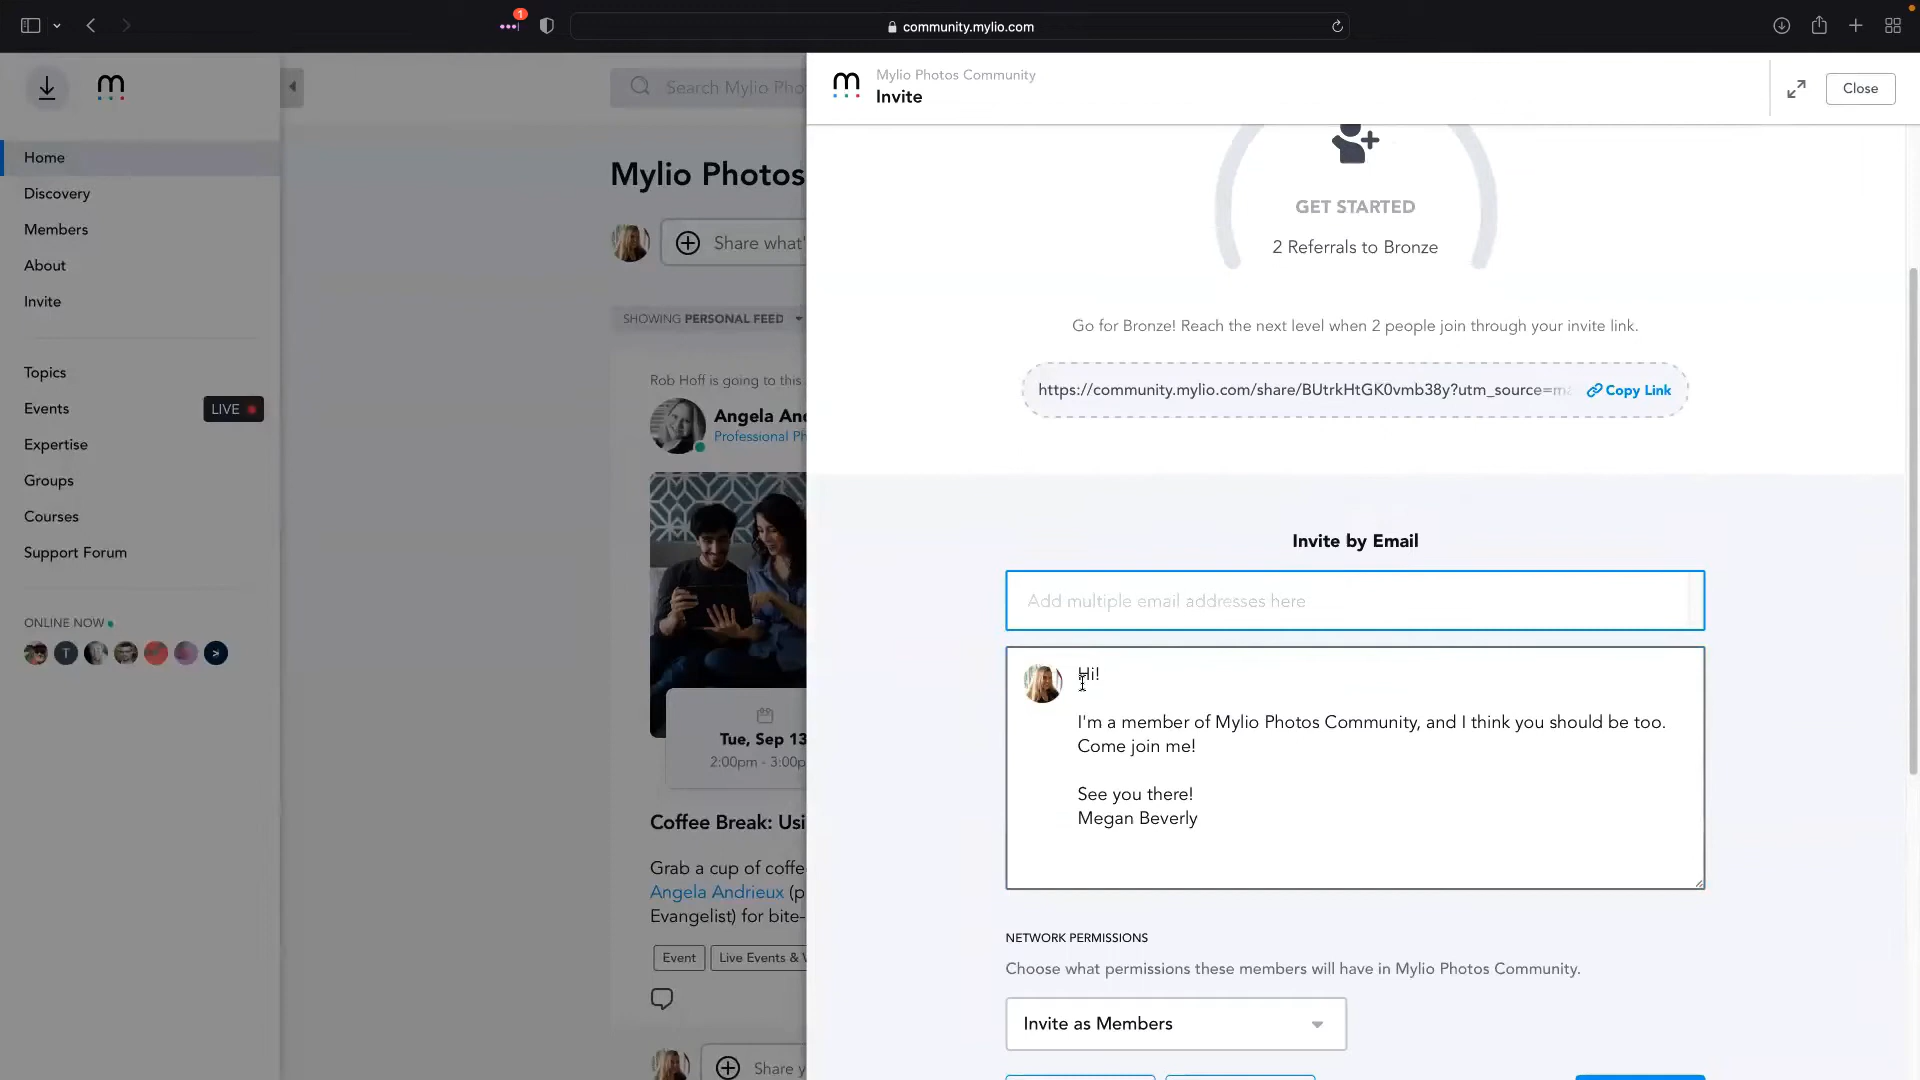 1
community.mylio.com
m
Home
Discovery
Members
About
Invite
Topics
Events
LIVE
Expertise
Groups
Courses
Support Forum
ONLINE NOW
T
Search Mylio Pho
Mylio Photos
Share what'
SHOWING PERSONAL FEED
Rob Hoff is going to this
Angela And
Professional Ph
Tue, Sep 13
2:00pm - 3:00p
Coffee Break: Usi
Grab a cup of coffe
Angela Andrieux (p
Evangelist) for bite-
Event
Live Events &
Share y
m
Mylio Photos Community
Invite
Close
GET STARTED
2 Referrals to Bronze
Go for Bronze! Reach the next level when 2 people join through your invite link.
https://community.mylio.com/share/BUtrkHtGK0vmb38y?utm_source=ma
Copy Link
Invite by Email
Add multiple email addresses here
Hi!
I'm a member of Mylio Photos Community, and I think you should be too.
Come join me!
See you there!
Megan Beverly
NETWORK PERMISSIONS
Choose what permissions these members will have in Mylio Photos Community.
Invite as Members